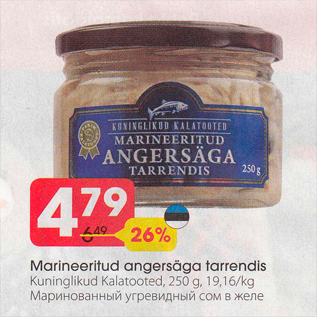 KUNINGLIKUD KALATOOTED
MARINEERITUD
ANGERSÄGA
TARRENDIS
250 g
4.79
6.49
26%
Marineeritud angersäga tarrendis
Kuninglikud Kalatooted, 250 g, 19,16/kg
Маринованный угревидный сом в желе